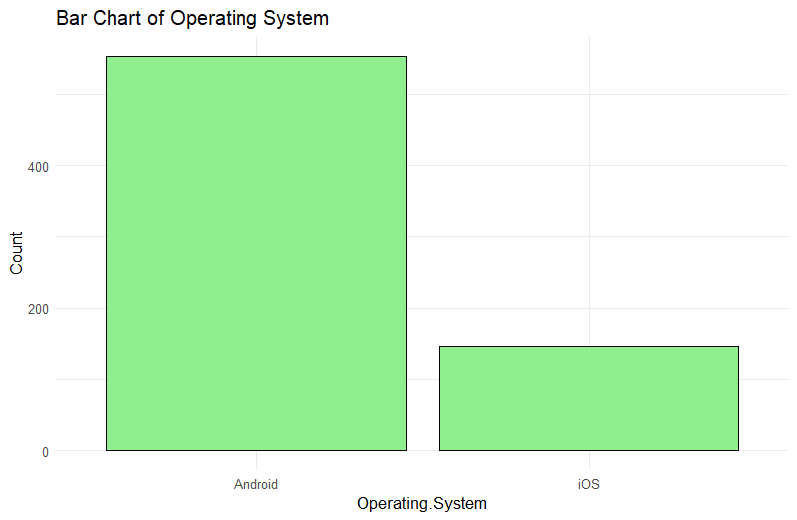 Bar Chart of Operating System
Count
400
200
0
Android
iOS
Operating.System